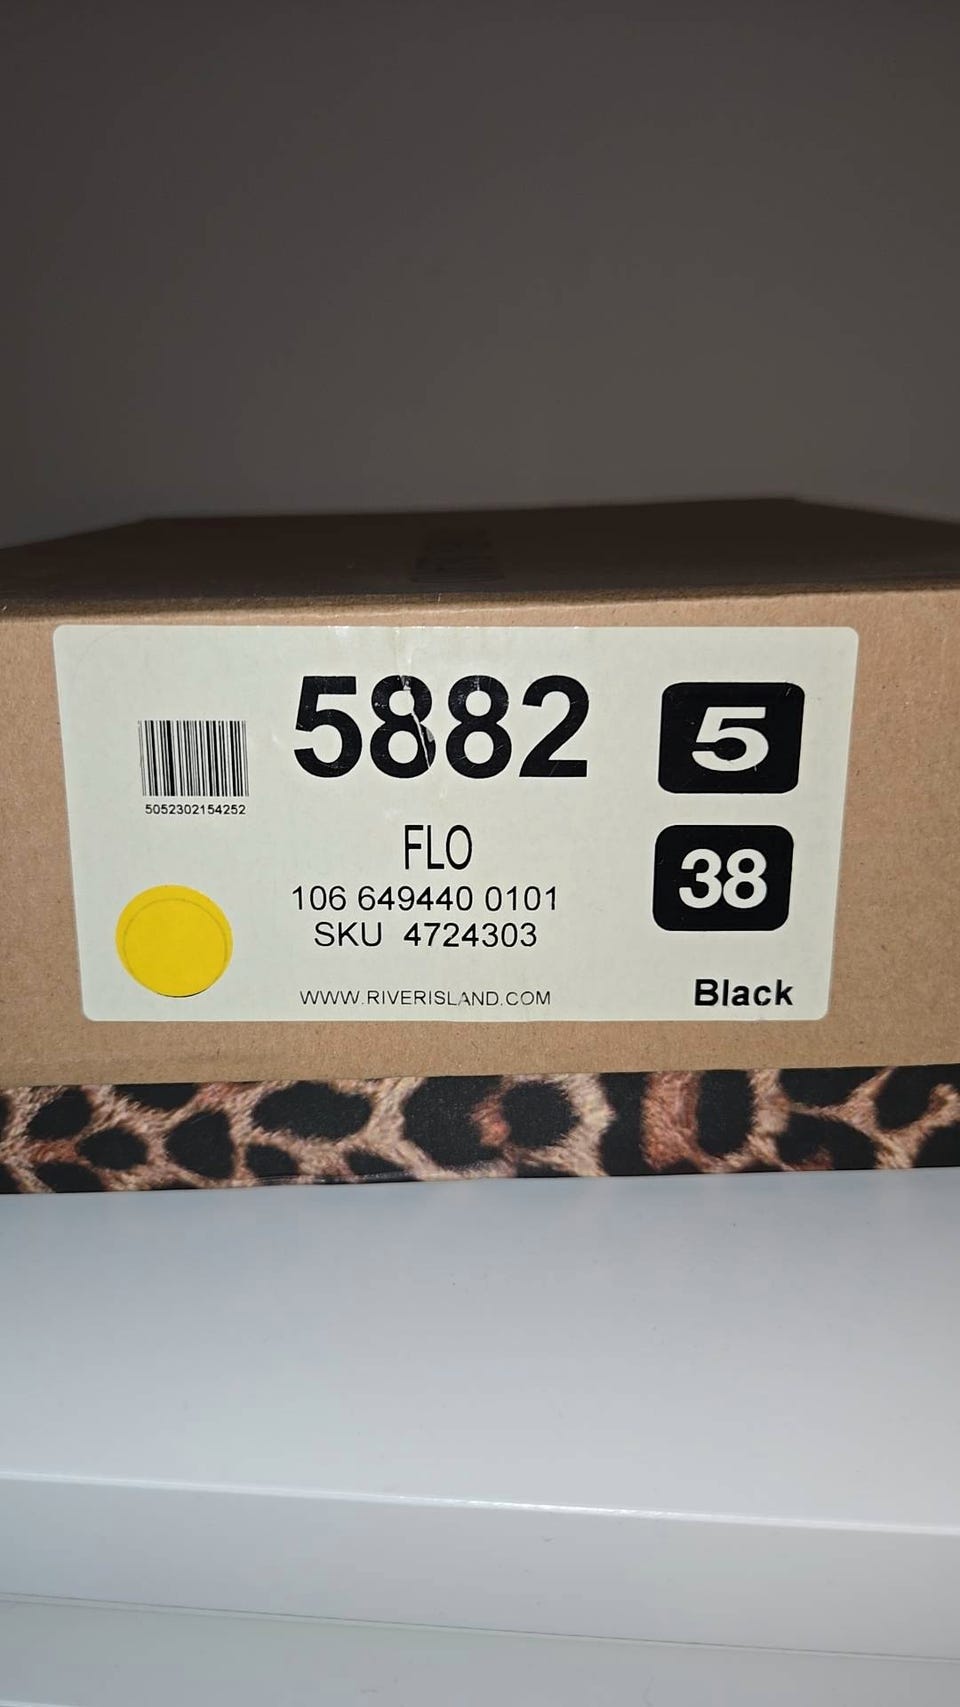 5882
5
5052302154252
FLO
38
106 649440 0101
SKU 4724303
WWW.RIVERISLAND.COM
Black